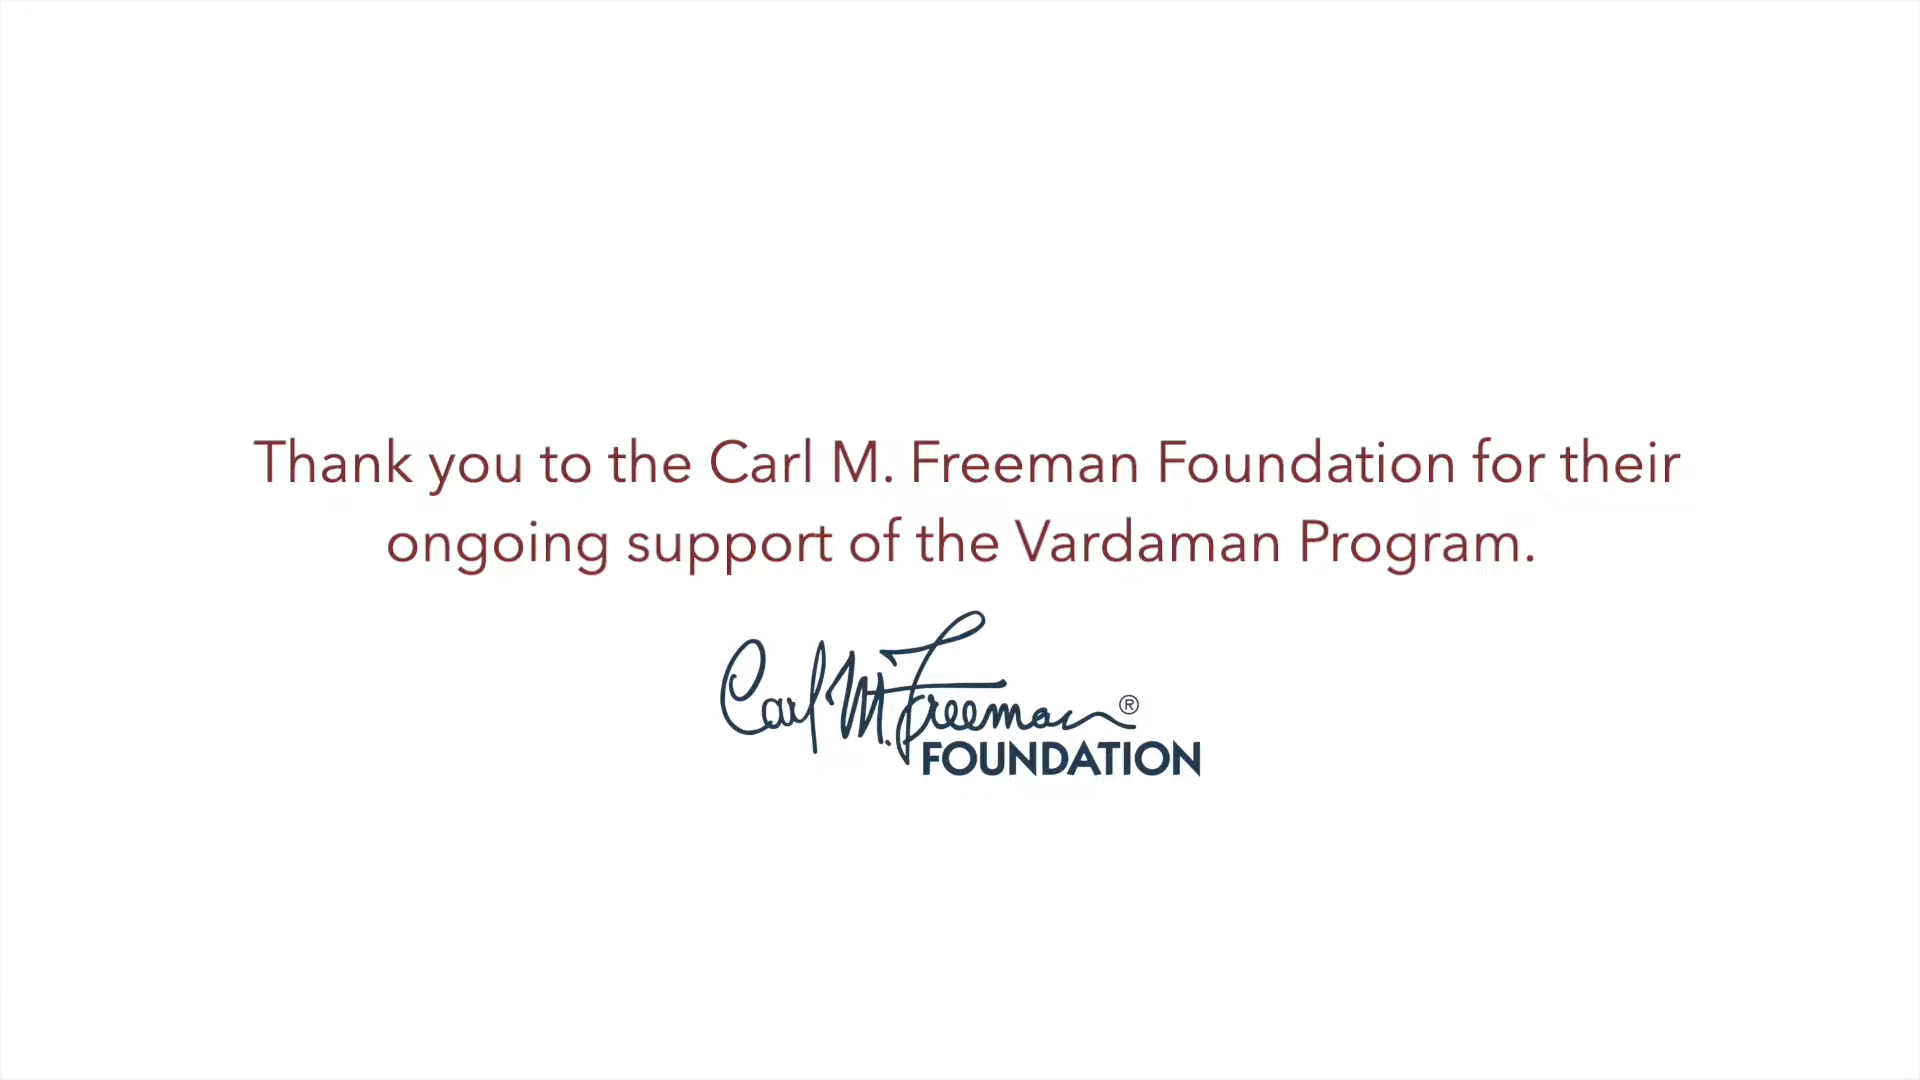 Thank you to the Carl M. Freeman Foundation for their
ongoing support of the Vardaman Program.
Carl M. Freeman ®
FOUNDATION